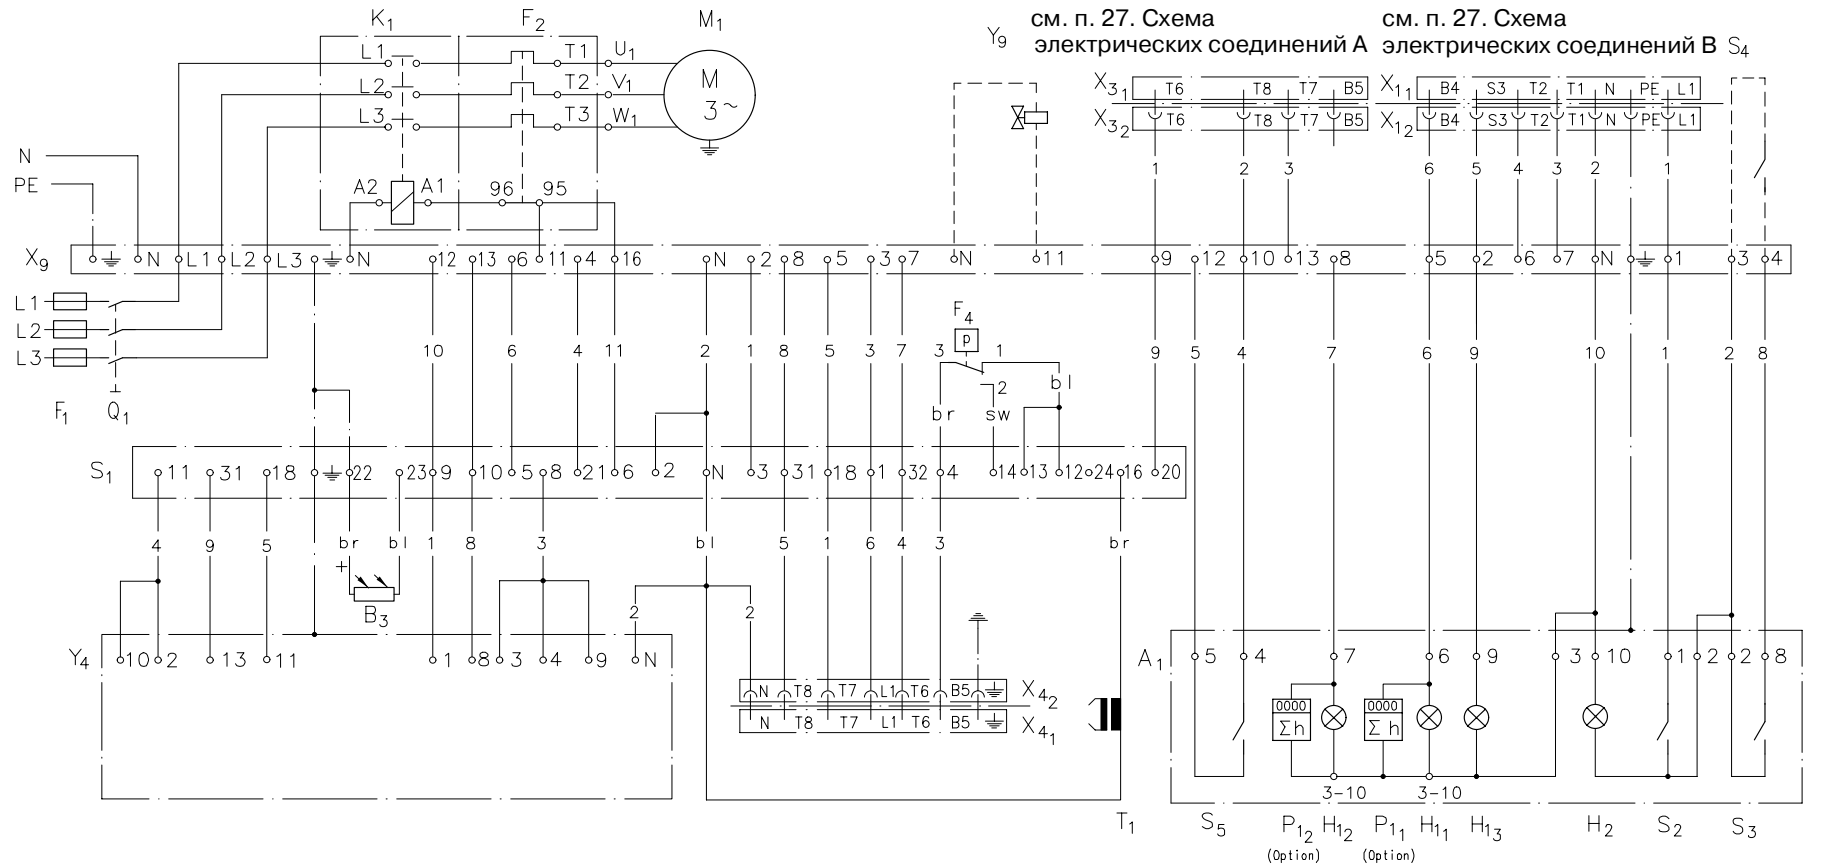 K1 F2 M1 Y9 см. п. 27. Схема см. п. 27. Схема
электрических соединений A электрических соединений B S4
L1 T1 U1
L2 T2 V1 M
L3 T3 W1 3~
X31 T6 T8 T7 B5 X11 B4 S3 T2 T1 N PE L1
X32 T6 T8 T7 B5 X12 B4 S3 T2 T1 N PE L1
N
PE
1 2 3 6 5 4 3 2 1
A2 A1 96 95
X9 N L1 L2 L3 N 12 13 6 11 4 16 N 2 8 5 3 7 N 11 9 12 10 13 8 5 2 6 7 N 1 3 4
L1
L2
L3
F4
p
10 8 6 4 11 2 1 8 5 3 7 3 1 9 5 4 7 6 9 10 1 2 8
2 bl
F1 Q1
br sw
S1 11 31 18 22 23 9 10 5 8 21 6 2 N 3 31 18 1 32 4 14 13 12 24 16 20
4 9 5 br bl 1 8 3 bl 5 1 6 4 3 br
+
B3
2 2
Y4 10 2 13 11 1 8 3 4 9 N
A1 5 4 7 6 9 3 10 1 2 2 8
N T8 T7 L1 T6 B5 X42
N T8 T7 L1 T6 B5 X41
0000 0000
Σh Σh
3-10 3-10
T1 S5 P12 H12 P11 H11 H13 H2 S2 S3
(Option) (Option)